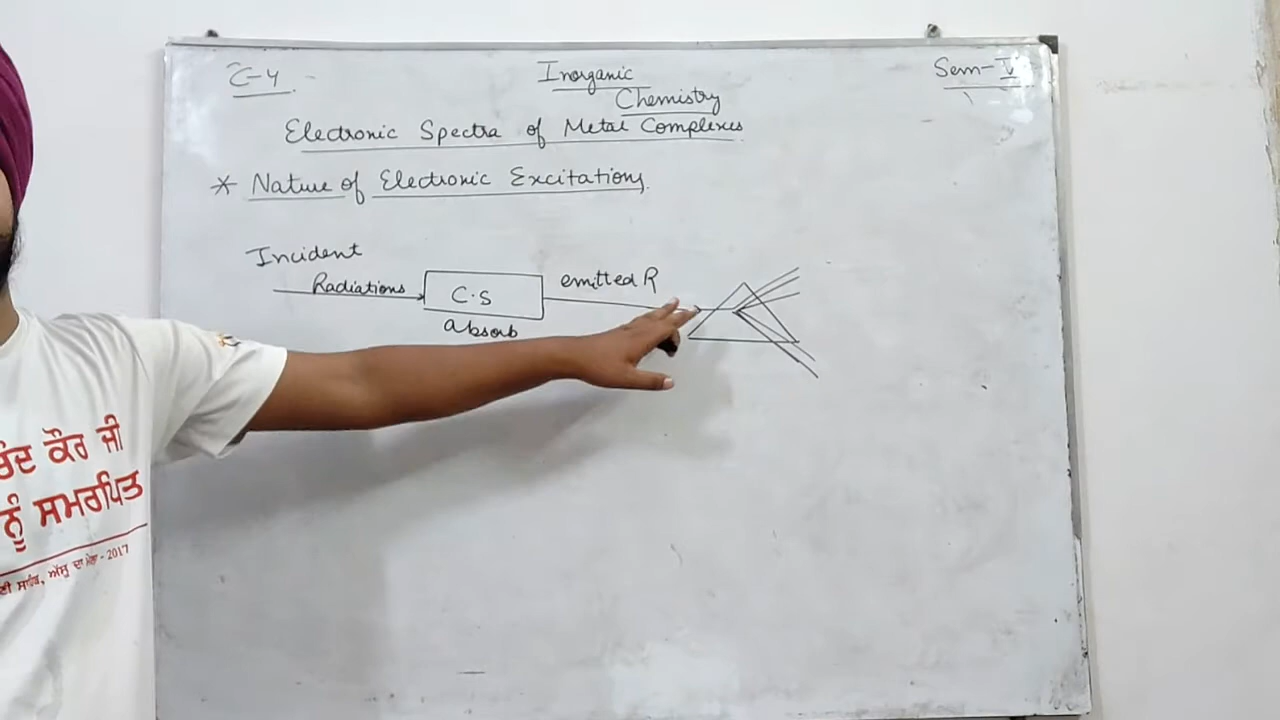 C-4
Inorganic
Chemistry
Sem-V
Electronic Spectra of Metal Complexes
* Nature of Electronic Excitations.
Incident
Radiations
C.S
absorb
emitted R
ਕੌਰ ਜੀ
ਨੂੰ ਸਮਰਪਿਤ
ਸਾਹਿਬ, ਅੱਸੂ ਦਾ ਮੇਲਾ - 2017